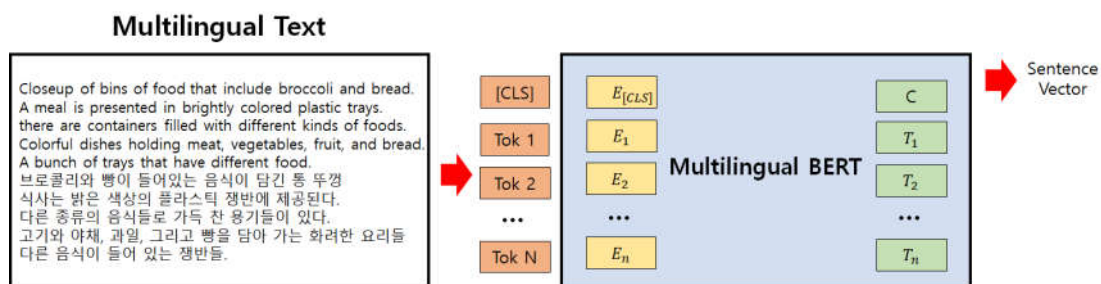 Multilingual Text
Closeup of bins of food that include broccoli and bread.
A meal is presented in brightly colored plastic trays.
there are containers filled with different kinds of foods.
Colorful dishes holding meat, vegetables, fruit, and bread.
A bunch of trays that have different food.
브로콜리와 빵이 들어있는 음식이 담긴 통 뚜껑
식사는 밝은 색상의 플라스틱 쟁반에 제공된다.
다른 종류의 음식들로 가득 찬 용기들이 있다.
고기와 야채, 과일, 그리고 빵을 담아 가는 화려한 요리들
다른 음식이 들어 있는 쟁반들.
[CLS]
Tok 1
Tok 2
...
Tok N
E[CLS]
E1
E2
...
En
Multilingual BERT
C
T1
T2
...
Tn
Sentence
Vector